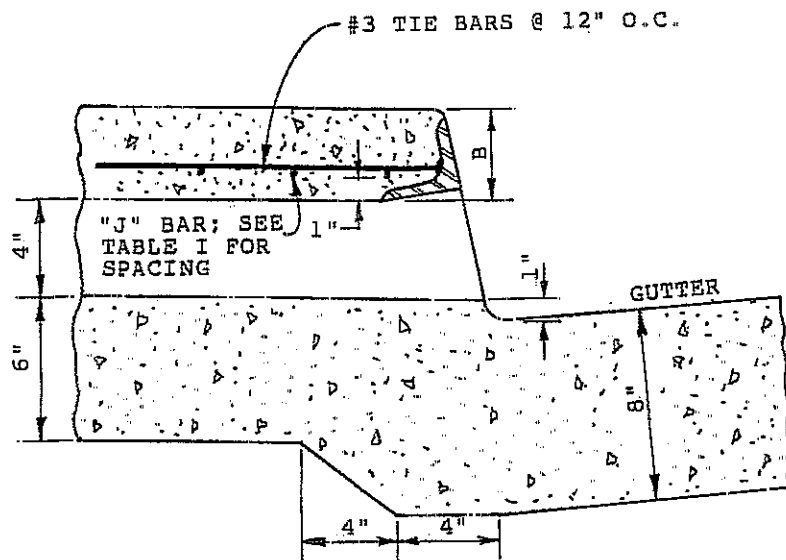 #3 TIE BARS @ 12" O.C.
B
"J" BAR; SEE
TABLE I FOR
SPACING
1"
4"
1"
GUTTER
6"
8"
4"
4"